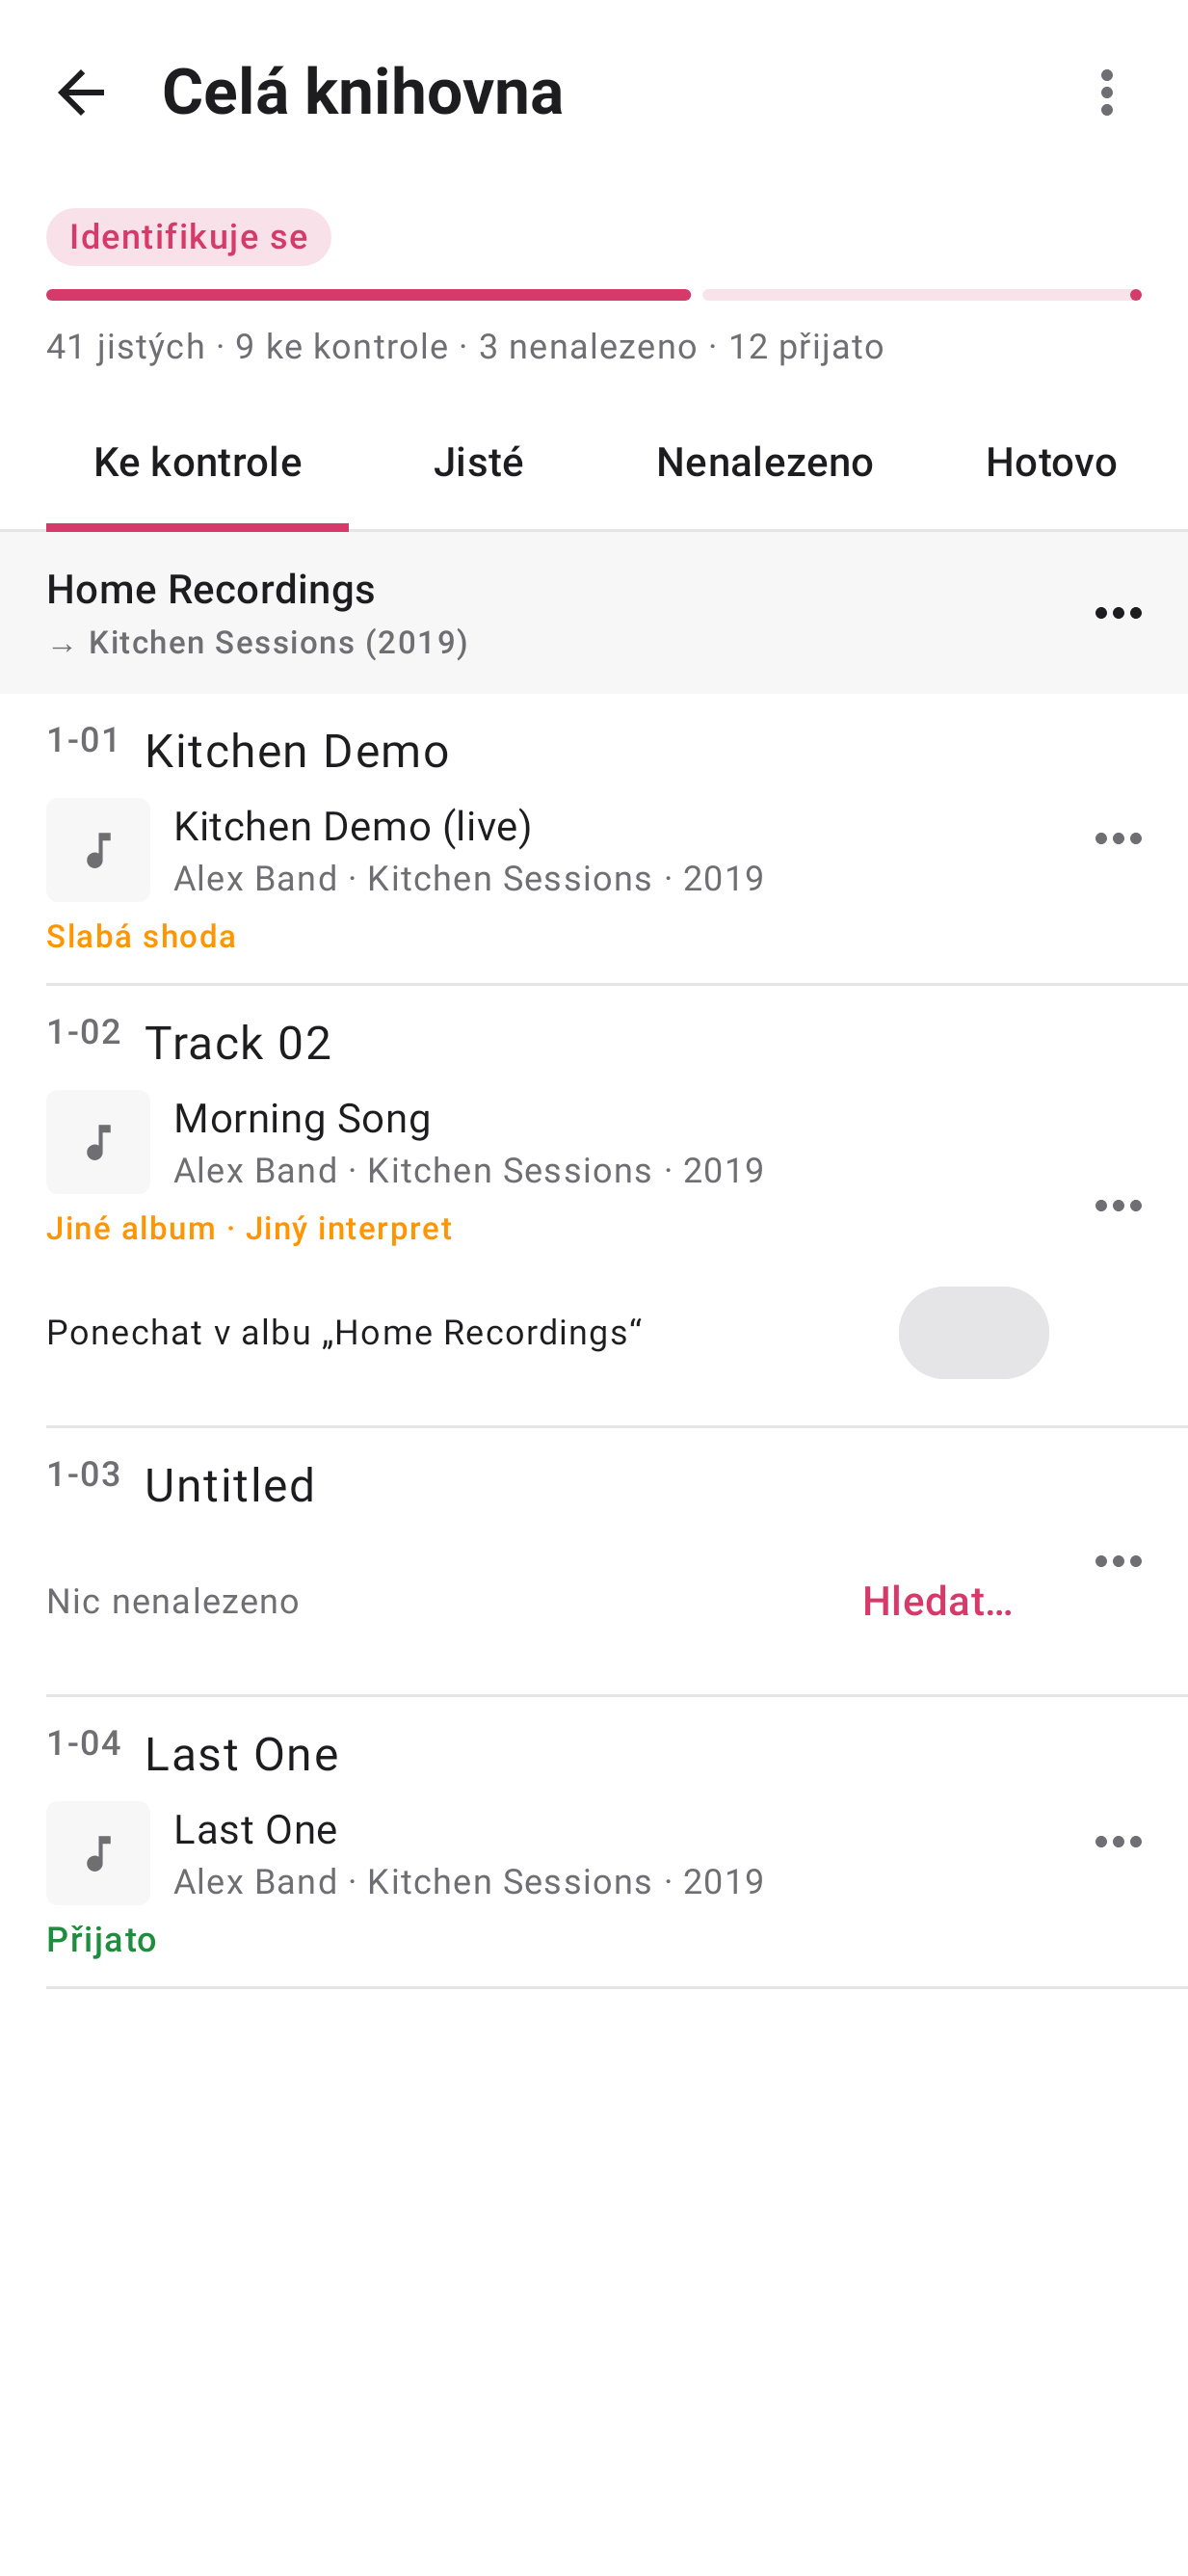 Celá knihovna
Identifikuje se
41 jistých · 9 ke kontrole · 3 nenalezeno · 12 přijato
Ke kontrole Jisté Nenalezeno Hotovo
Home Recordings
→ Kitchen Sessions (2019)
1-01 Kitchen Demo
Kitchen Demo (live)
Alex Band · Kitchen Sessions · 2019
Slabá shoda
1-02 Track 02
Morning Song
Alex Band · Kitchen Sessions · 2019
Jiné album · Jiný interpret
Ponechat v albu „Home Recordings“
1-03 Untitled
Nic nenalezeno Hledat…
1-04 Last One
Last One
Alex Band · Kitchen Sessions · 2019
Přijato